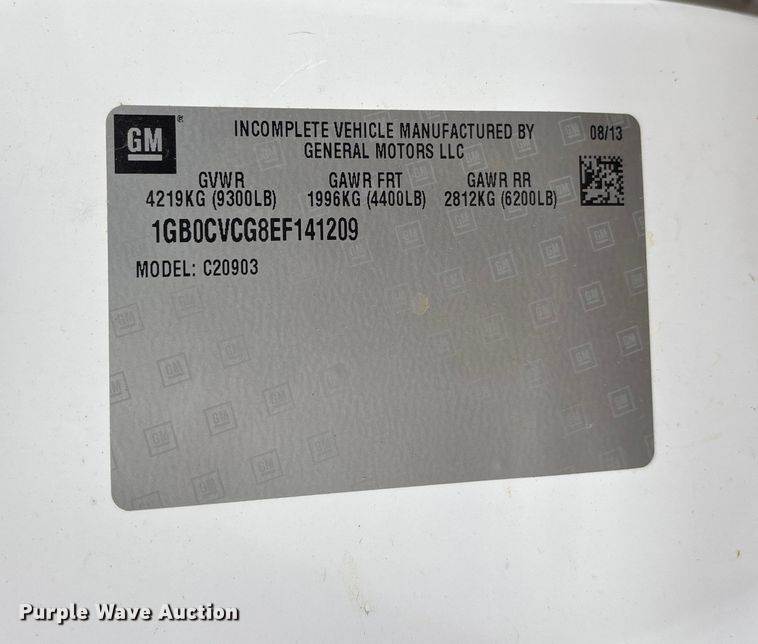 GM®
INCOMPLETE VEHICLE MANUFACTURED BY
GENERAL MOTORS LLC
08/13
GVWR GAWR FRT GAWR RR
4219KG (9300LB) 1996KG (4400LB) 2812KG (6200LB)
1GB0CVCG8EF141209
MODEL: C20903
Purple Wave Auction